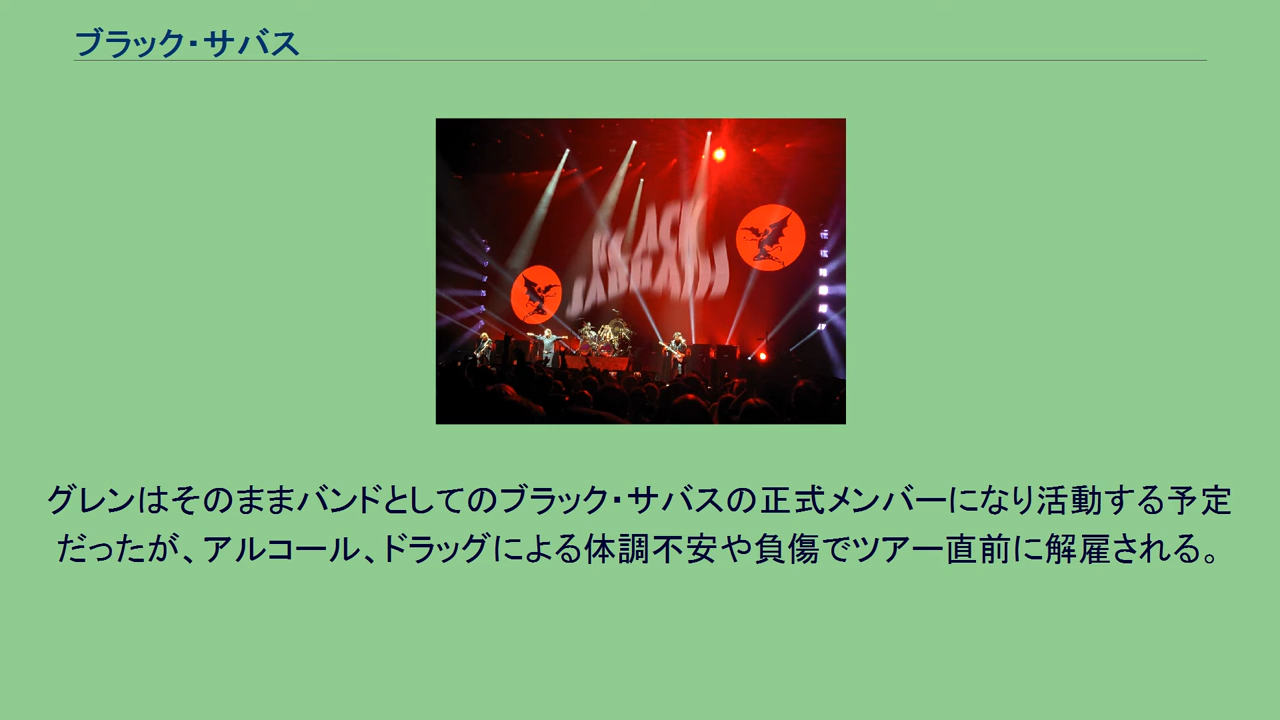 ブラック・サバス
BLACK
SABBATH
グレンはそのままバンドとしてのブラック・サバスの正式メンバーになり活動する予定
だったが、アルコール、ドラッグによる体調不安や負傷でツアー直前に解雇される。